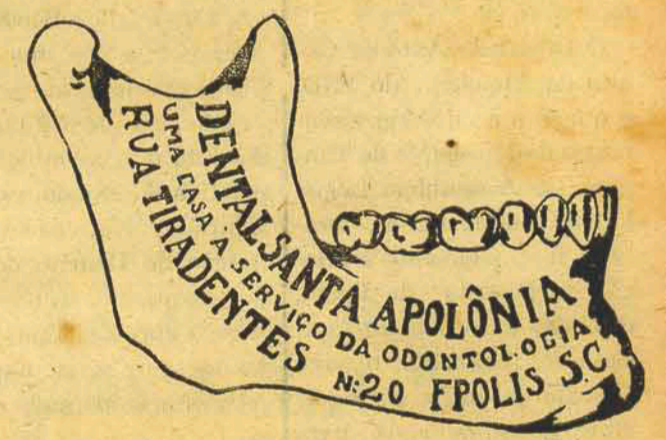 DENTAL SANTA APOLÔNIA
UMA CASA À SERVIÇO DA ODONTOLOGIA
RUA TIRADENTES N:20 FPOLIS S.C